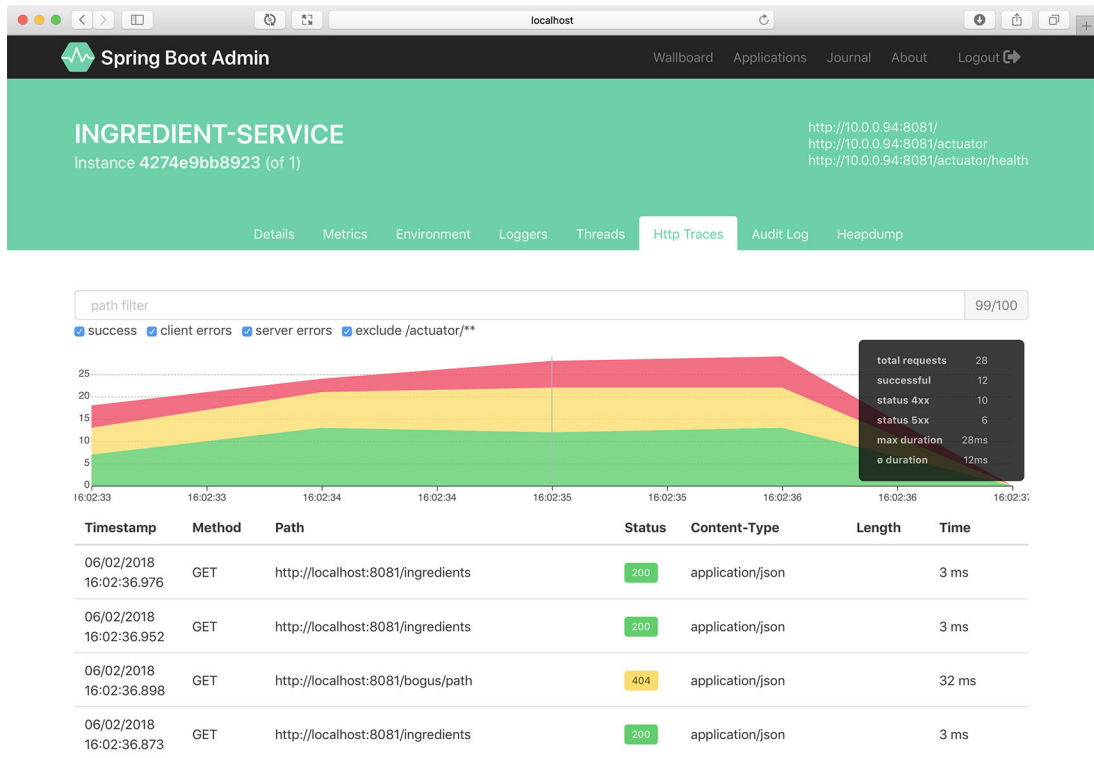 localhost
Spring Boot Admin
Wallboard Applications Journal About Logout
INGREDIENT-SERVICE
Instance 4274e9bb8923 (of 1)
http://10.0.0.94:8081/
http://10.0.0.94:8081/actuator
http://10.0.0.94:8081/actuator/health
Details Metrics Environment Loggers Threads Http Traces Audit Log Heapdump
path filter 99/100
success client errors server errors exclude /actuator/**
total requests 28
successful 12
status 4xx 10
status 5xx 6
max duration 28ms
ø duration 12ms
25
20
15
10
5
0
16:02:33 16:02:33 16:02:34 16:02:34 16:02:35 16:02:35 16:02:36 16:02:36 16:02:37
Timestamp Method Path Status Content-Type Length Time
06/02/2018
16:02:36.976 GET http://localhost:8081/ingredients 200 application/json 3 ms
06/02/2018
16:02:36.952 GET http://localhost:8081/ingredients 200 application/json 3 ms
06/02/2018
16:02:36.898 GET http://localhost:8081/bogus/path 404 application/json 32 ms
06/02/2018
16:02:36.873 GET http://localhost:8081/ingredients 200 application/json 3 ms